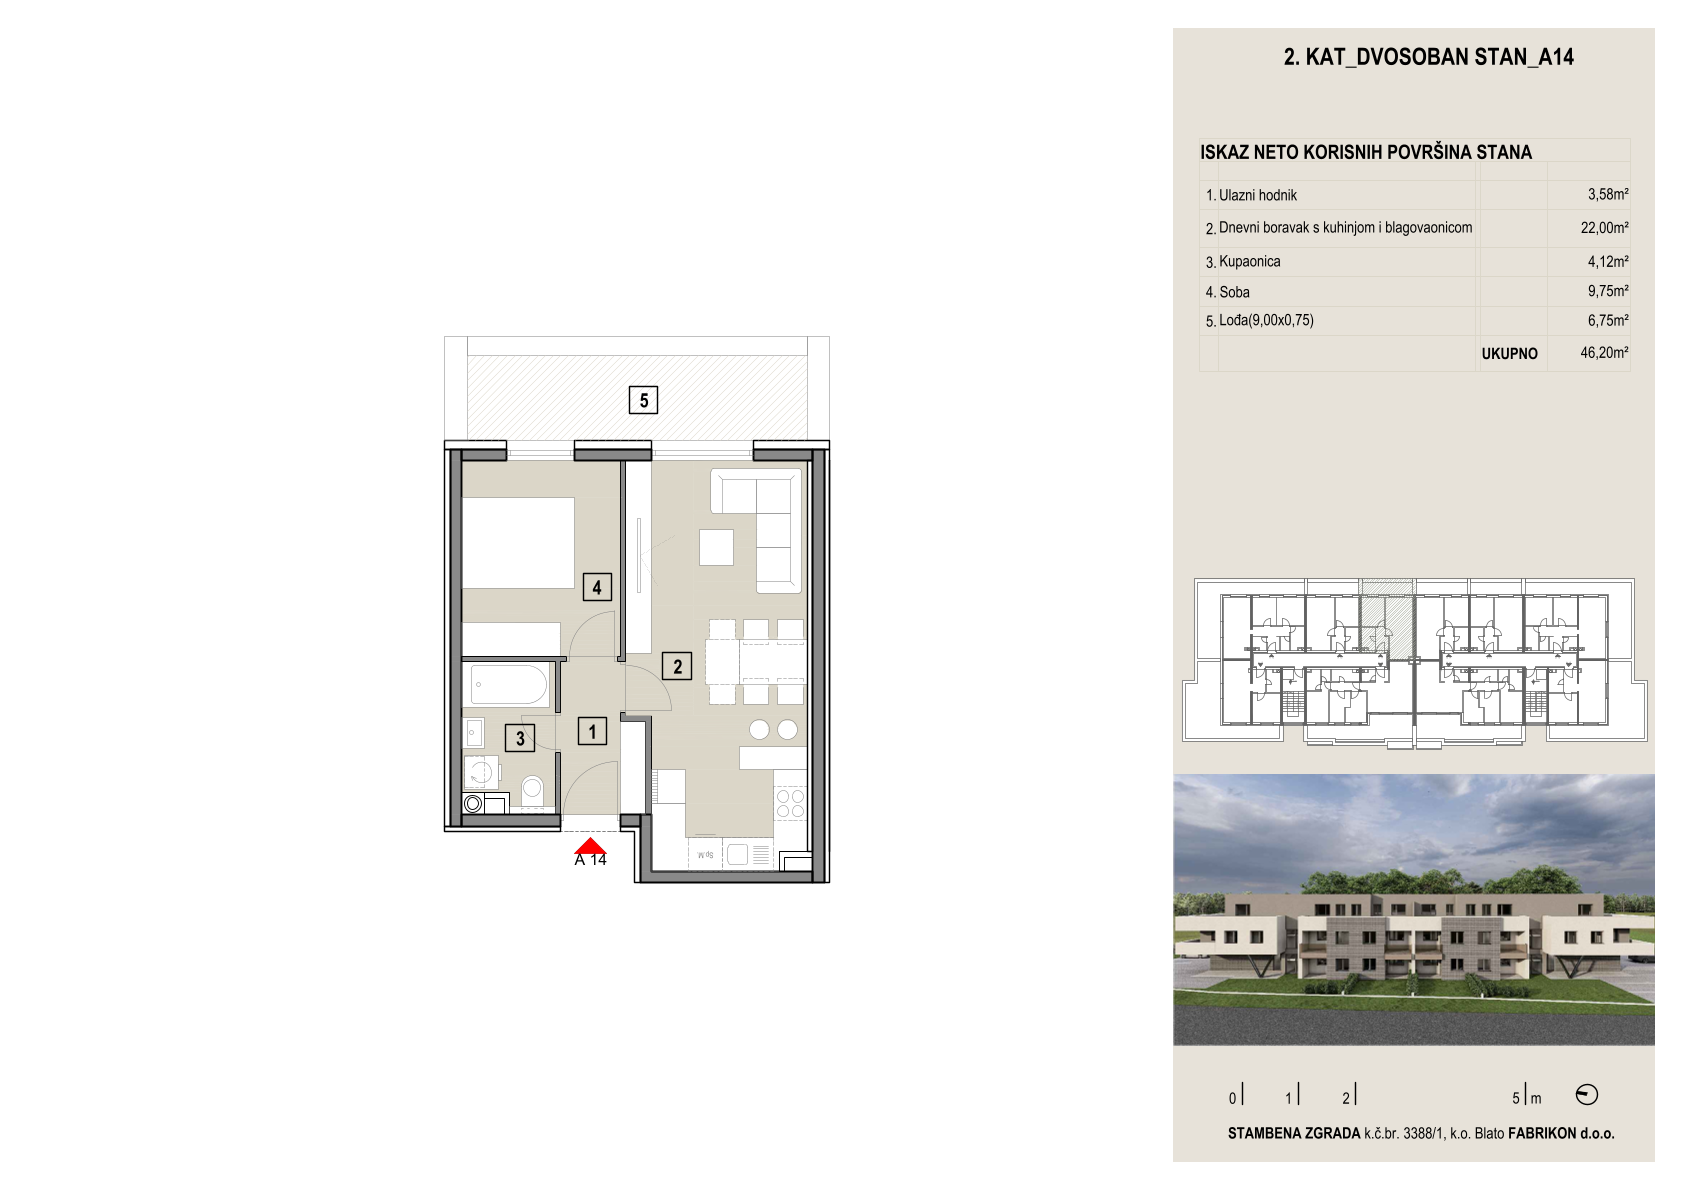 2. KAT_DVOSOBAN STAN_A14
ISKAZ NETO KORISNIH POVRŠINA STANA
1. Ulazni hodnik 3,58m²
2. Dnevni boravak s kuhinjom i blagovaonicom 22,00m²
3. Kupaonica 4,12m²
4. Soba 9,75m²
5. Lođa(9,00x0,75) 6,75m²
UKUPNO 46,20m²
5
4
2
1
3
Sp.M.
A 14
0 1 2 5 m
STAMBENA ZGRADA k.č.br. 3388/1, k.o. Blato FABRIKON d.o.o.